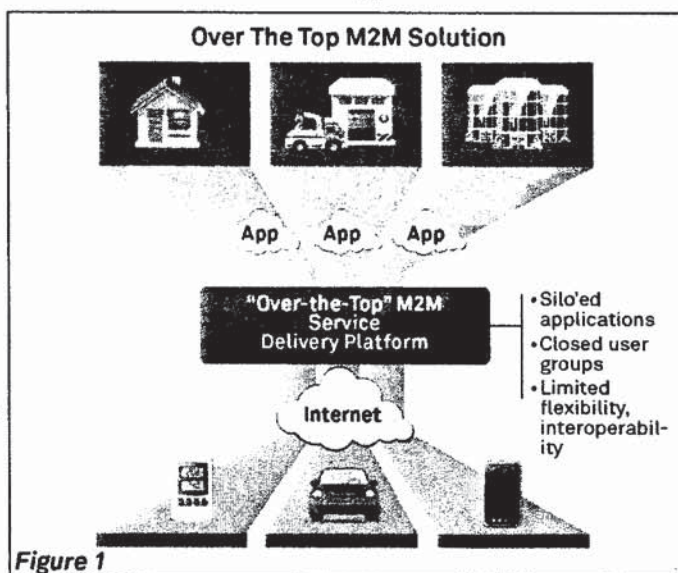 Over The Top M2M Solution
App
App
App
"Over-the-Top" M2M
Service
Delivery Platform
• Silo'ed
applications
• Closed user
groups
• Limited
flexibility,
interoperabil-
ity
Internet
Figure 1